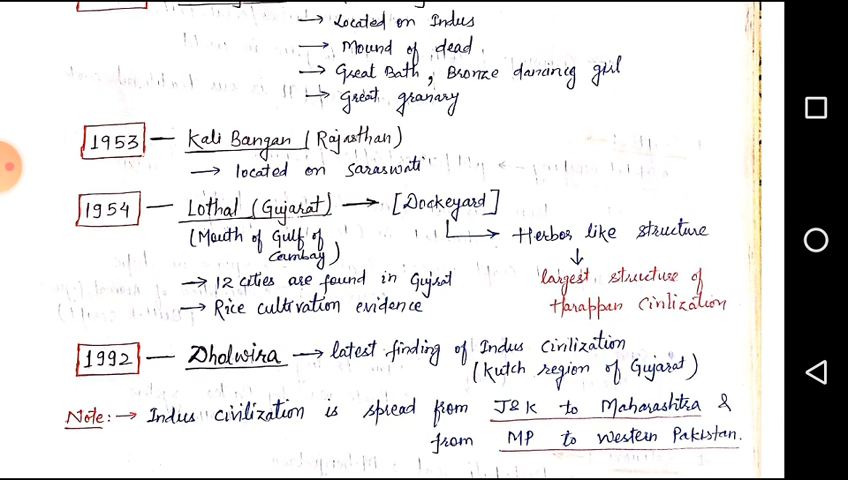 → Located on Indus
→ Mound of dead
→ Great Bath, Bronze dancing girl
→ Great granary
1953 — Kali Bangan (Rajasthan)
→ located on Saraswati
1954 — Lothal (Gujarat) → [Dockeyard]
(Mouth of Gulf of Cambay)
→ Herbor like structure
↓
largest structure of Harappan Civilization
→ 12 cities are found in Gujrat
→ Rice cultivation evidence
1992 — Dholwira → latest finding of Indus Civilization
(Kutch region of Gujarat)
Note:→ Indus civilization is spread from J&K to Maharashtra &
from MP to western Pakistan.